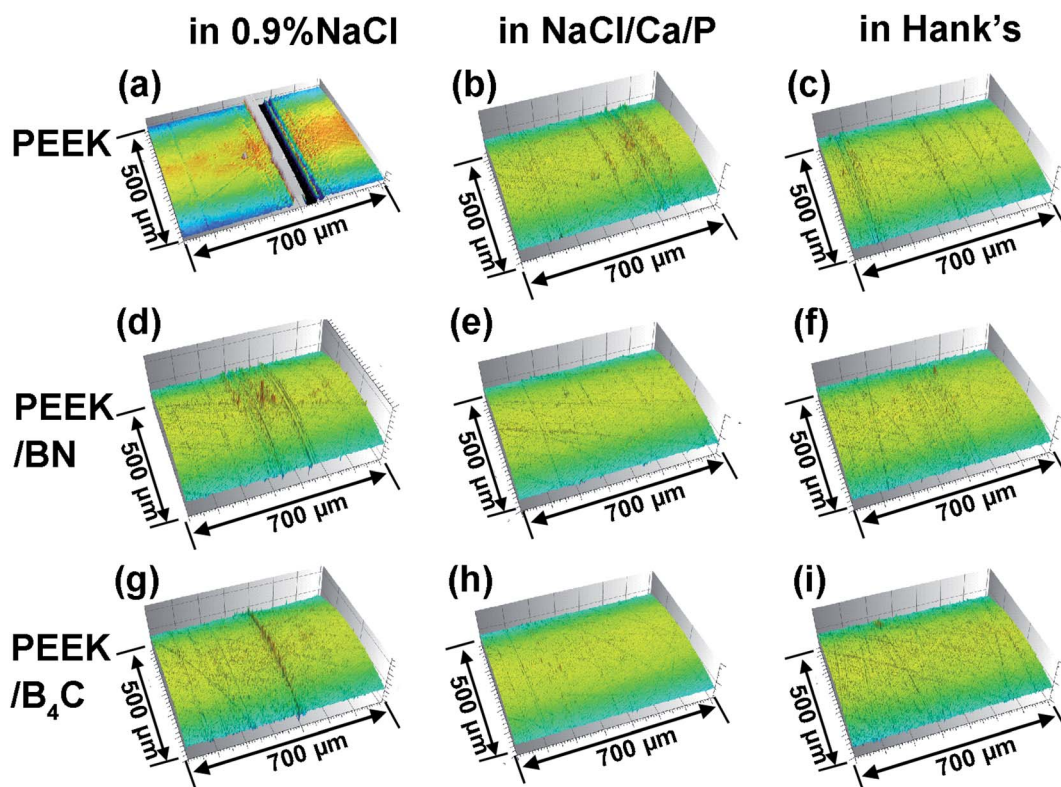 in 0.9%NaCl
in NaCl/Ca/P
in Hank's
PEEK
(a)
500 µm
700 µm
(b)
500 µm
700 µm
(c)
500 µm
700 µm
PEEK
/BN
(d)
500 µm
700 µm
(e)
500 µm
700 µm
(f)
500 µm
700 µm
PEEK
/B₄C
(g)
500 µm
700 µm
(h)
500 µm
700 µm
(i)
500 µm
700 µm